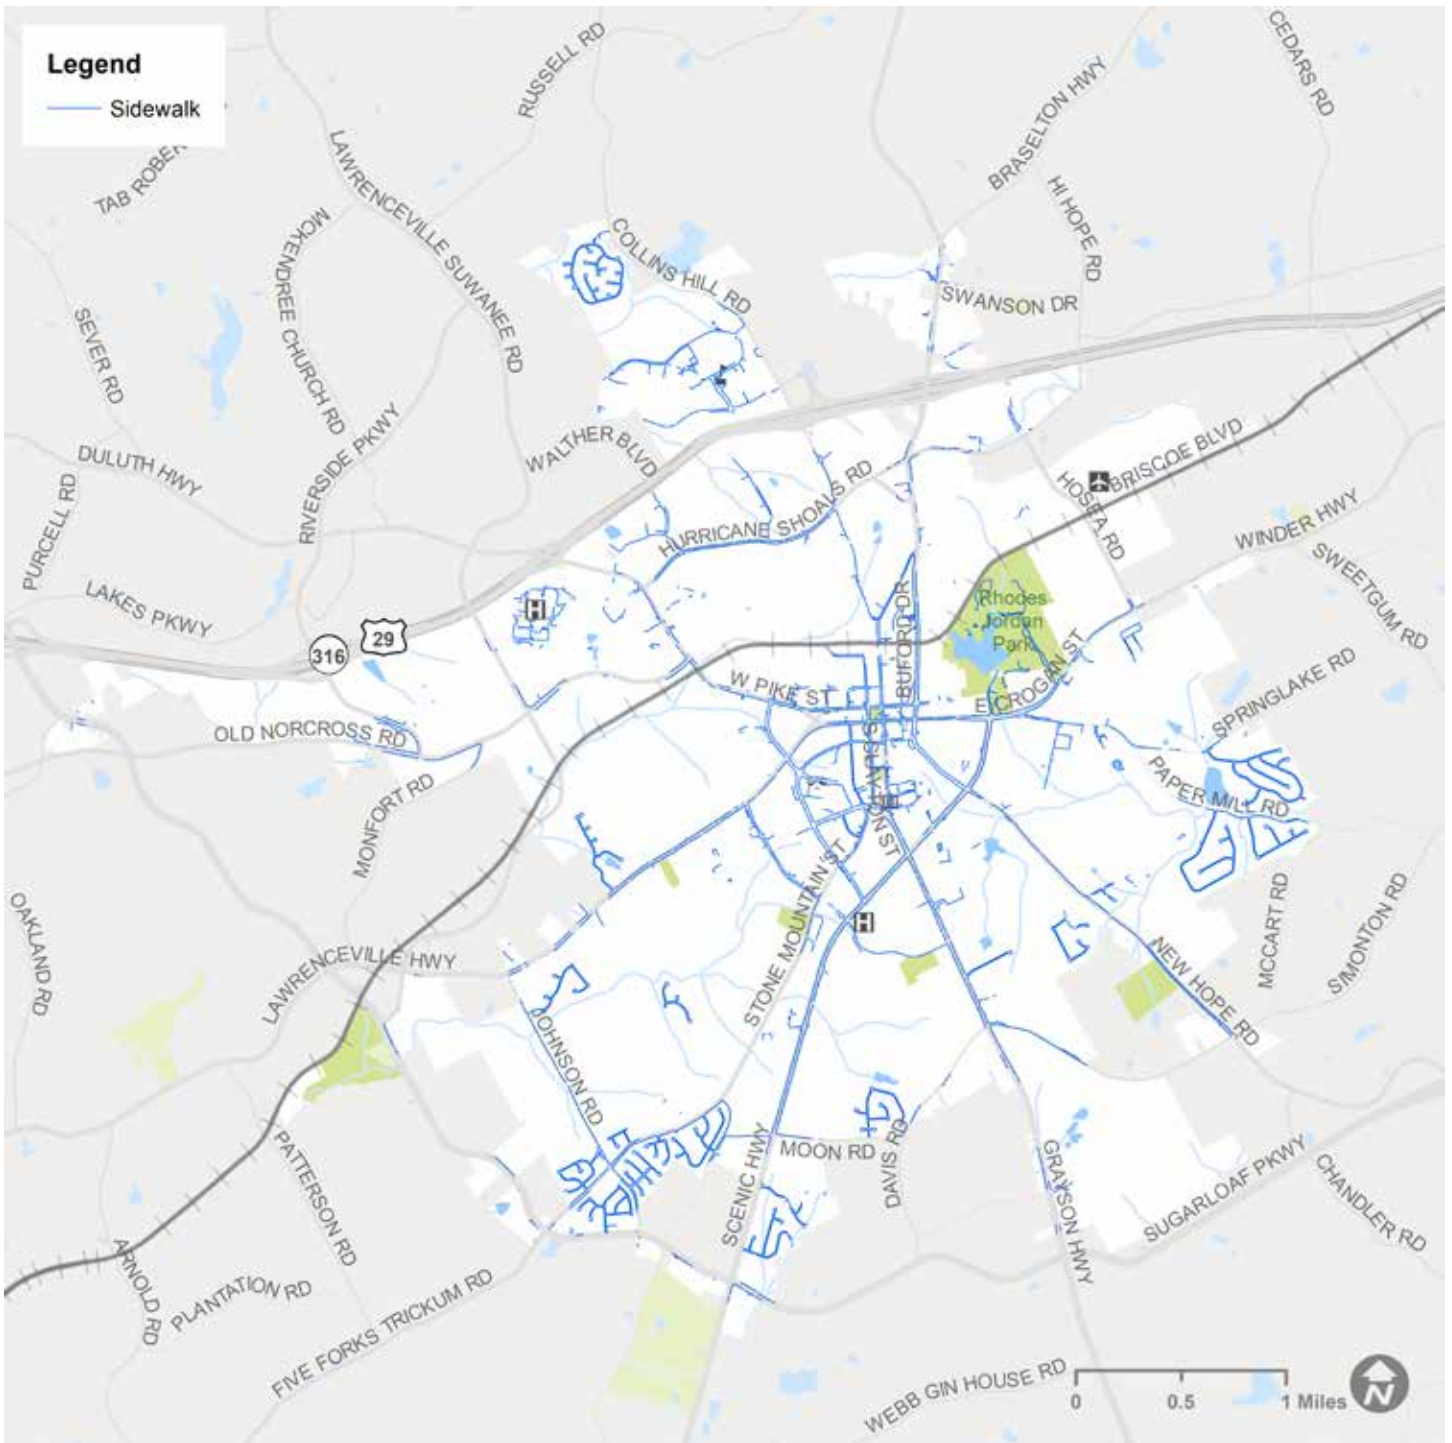 Legend
Sidewalk
RUSSELL RD
CEDARS RD
BRASELTON HWY
TAB ROBER
LAWRENCEVILLE SUWANEE RD
MCKENDREE CHURCH RD
HI HOPE RD
COLLINS HILL RD
SWANSON DR
SEVER RD
RIVERSIDE PKWY
WALTHER BLVD
DULUTH HWY
PURCELL RD
HURRICANE SHOALS RD
BRISCOE BLVD
HOSEA RD
WINDER HWY
SWEETGUM RD
LAKES PKWY
H
29
316
Rhodes
Jordan
Park
BUFORD DR
W PIKE ST
E CROGAN ST
SPRINGLAKE RD
OLD NORCROSS RD
PAPER MILL RD
MONFORT RD
STONE MOUNTAIN ST
H
OAKLAND RD
LAWRENCEVILLE HWY
MCCART RD
SIMONTON RD
NEW HOPE RD
JOHNSON RD
PATTERSON RD
SCENIC HWY
MOON RD
DAVIS RD
GRAYSON HWY
SUGARLOAF PKWY
CHANDLER RD
ARNOLD RD
PLANTATION RD
FIVE FORKS TRICKUM RD
WEBB GIN HOUSE RD
0 0.5 1 Miles
N